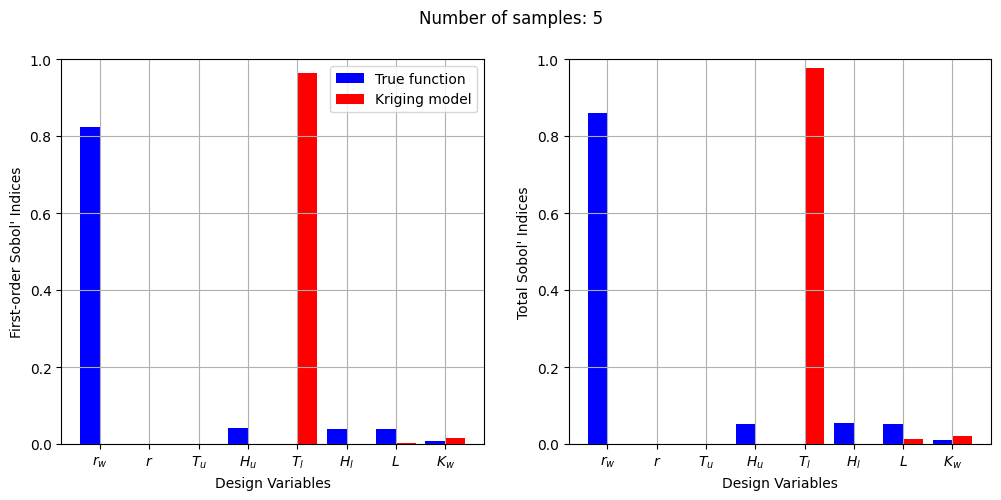 Number of samples: 5
First-order Sobol' Indices
1.0
0.8
0.6
0.4
0.2
0.0
True function
Kriging model
r_w r T_u H_u T_l H_l L K_w
Design Variables
Total Sobol' Indices
1.0
0.8
0.6
0.4
0.2
0.0
r_w r T_u H_u T_l H_l L K_w
Design Variables